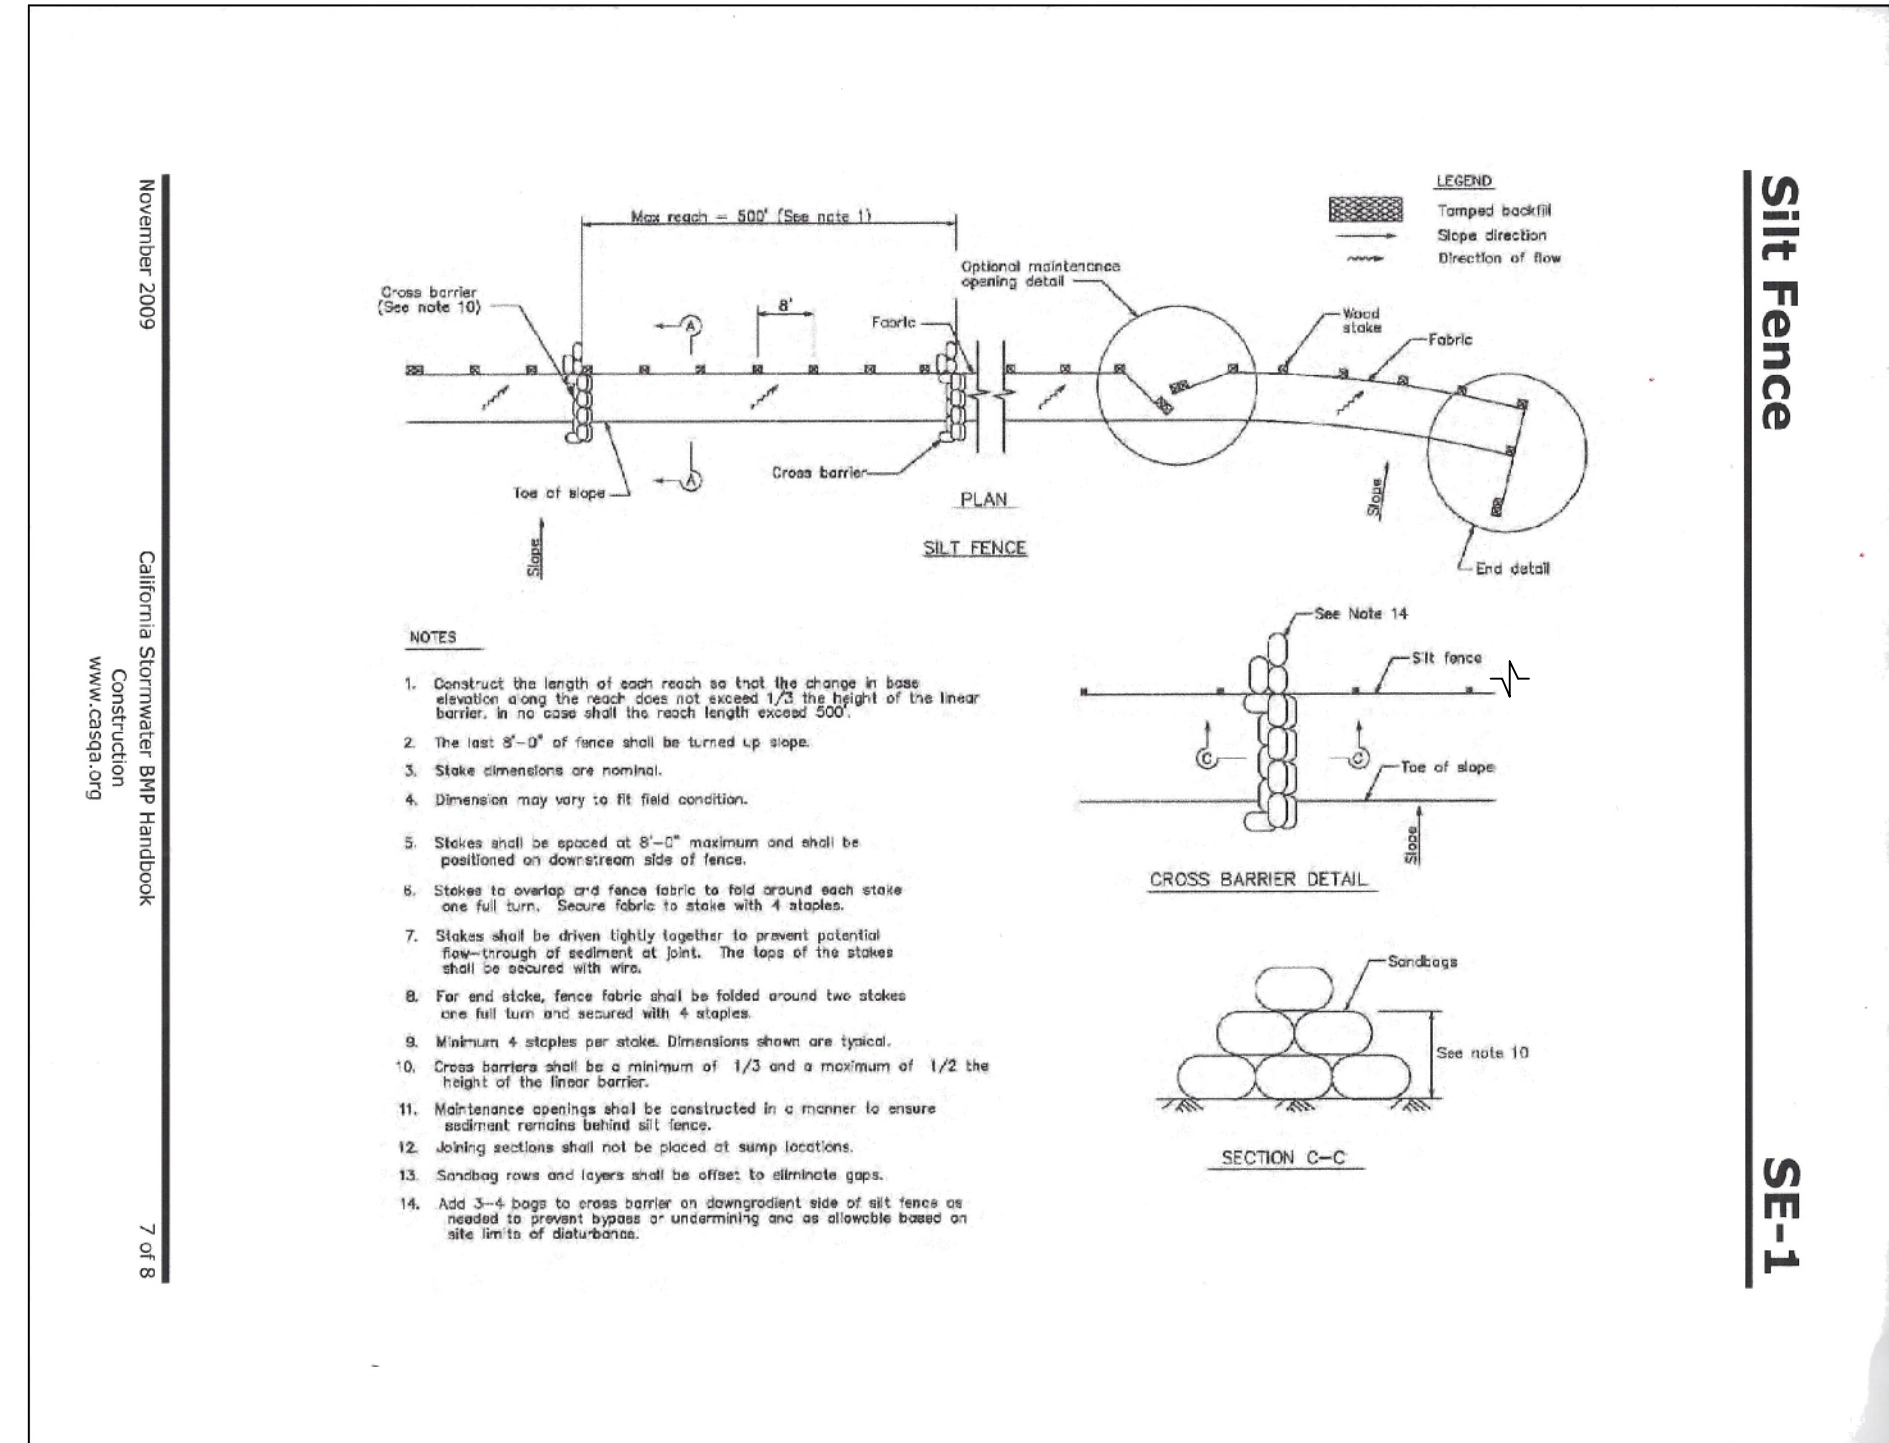 Silt Fence
SE-1
LEGEND
Tamped backfill
Slope direction
Direction of flow
Max reach = 500' (See note 1)
Optional maintenance
opening detail
Cross barrier
(See note 10)
8'
A
Fabric
Wood
stake
Fabric
Toe of slope
A
Cross barrier
PLAN
SILT FENCE
Slope
Slope
End detail
NOTES
1. Construct the length of each reach so that the change in base
elevation along the reach does not exceed 1/3 the height of the linear
barrier, in no case shall the reach length exceed 500'.
2. The last 8'-0" of fence shall be turned up slope.
3. Stake dimensions are nominal.
4. Dimension may vary to fit field condition.
5. Stakes shall be spaced at 8'-0" maximum and shall be
positioned on downstream side of fence.
6. Stakes to overlap and fence fabric to fold around each stake
one full turn. Secure fabric to stake with 4 staples.
7. Stakes shall be driven tightly together to prevent potential
flow-through of sediment at joint. The tops of the stakes
shall be secured with wire.
8. For end stake, fence fabric shall be folded around two stakes
one full turn and secured with 4 staples.
9. Minimum 4 staples per stake. Dimensions shown are typical.
10. Cross barriers shall be a minimum of 1/3 and a maximum of 1/2 the
height of the linear barrier.
11. Maintenance openings shall be constructed in a manner to ensure
sediment remains behind silt fence.
12. Joining sections shall not be placed at sump locations.
13. Sandbag rows and layers shall be offset to eliminate gaps.
14. Add 3-4 bags to cross barrier on downgradient side of silt fence as
needed to prevent bypass or undermining and as allowable based on
site limits of disturbance.
See Note 14
Silt fence
C
C
Toe of slope
Slope
CROSS BARRIER DETAIL
Sandbags
See note 10
SECTION C-C
November 2009
California Stormwater BMP Handbook
Construction
www.casqa.org
7 of 8